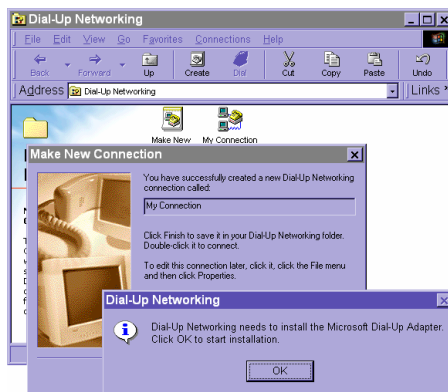 Dial-Up Networking
File Edit View Go Favorites Connections Help
Back Forward Up Create Dial Cut Copy Paste Undo
Address Dial-Up Networking Links
Make New My Connection
Make New Connection
You have successfully created a new Dial-Up Networking
connection called:
My Connection
Click Finish to save it in your Dial-Up Networking folder.
Double-click it to connect.
To edit this connection later, click it, click the File menu
and then click Properties.
Dial-Up Networking
Dial-Up Networking needs to install the Microsoft Dial-Up Adapter.
Click OK to start installation.
OK